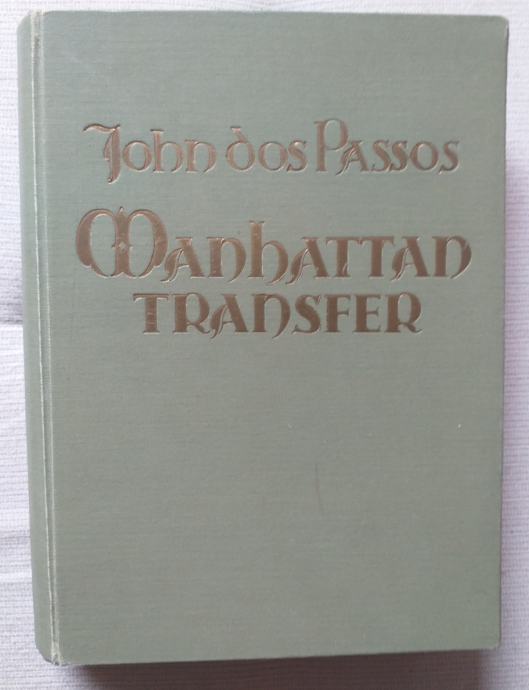 John dos Passos
Manhattan
Transfer